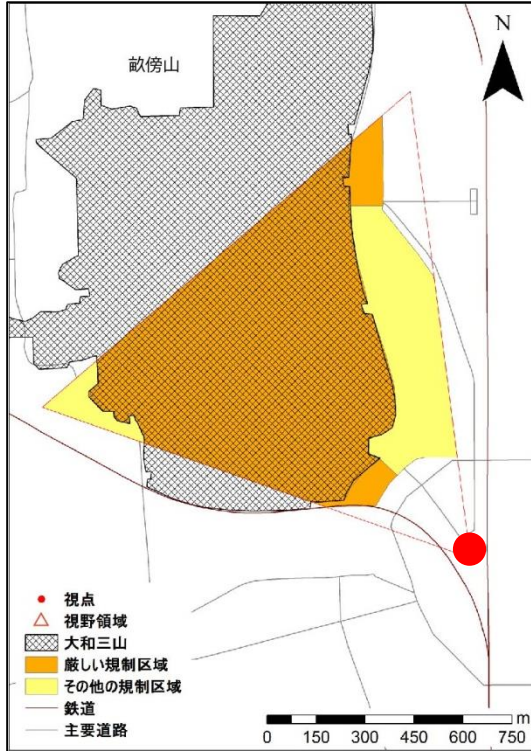 畝傍山
N
視点
視野領域
大和三山
厳しい規制区域
その他の規制区域
鉄道
主要道路
m
0 150 300 450 600 750